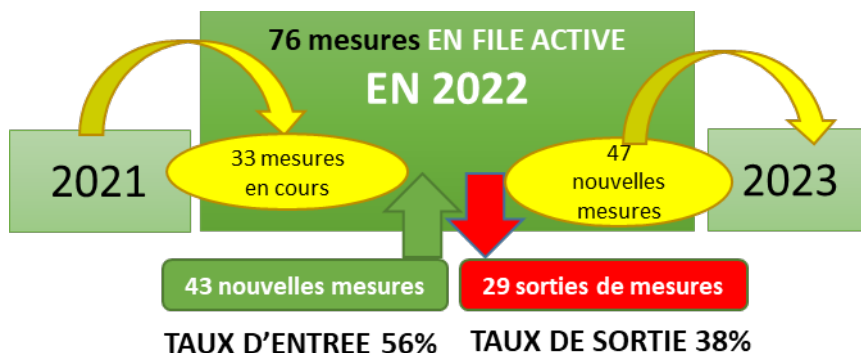 76 mesures EN FILE ACTIVE
EN 2022
2021
33 mesures
en cours
47
nouvelles
mesures
2023
43 nouvelles mesures
29 sorties de mesures
TAUX D’ENTREE 56%
TAUX DE SORTIE 38%